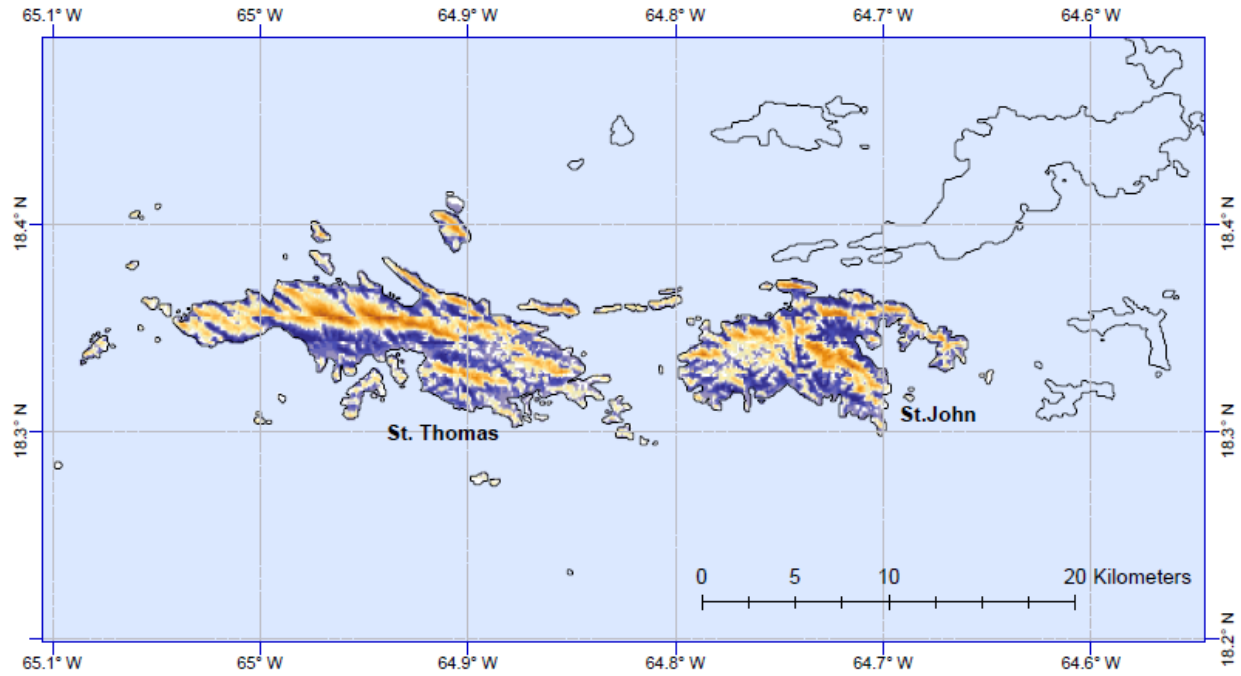 65.1° W 65° W 64.9° W 64.8° W 64.7° W 64.6° W
18.4° N 18.4° N
18.3° N 18.3° N
St. Thomas
St.John
0 5 10 20 Kilometers
18.2° N
65.1° W 65° W 64.9° W 64.8° W 64.7° W 64.6° W